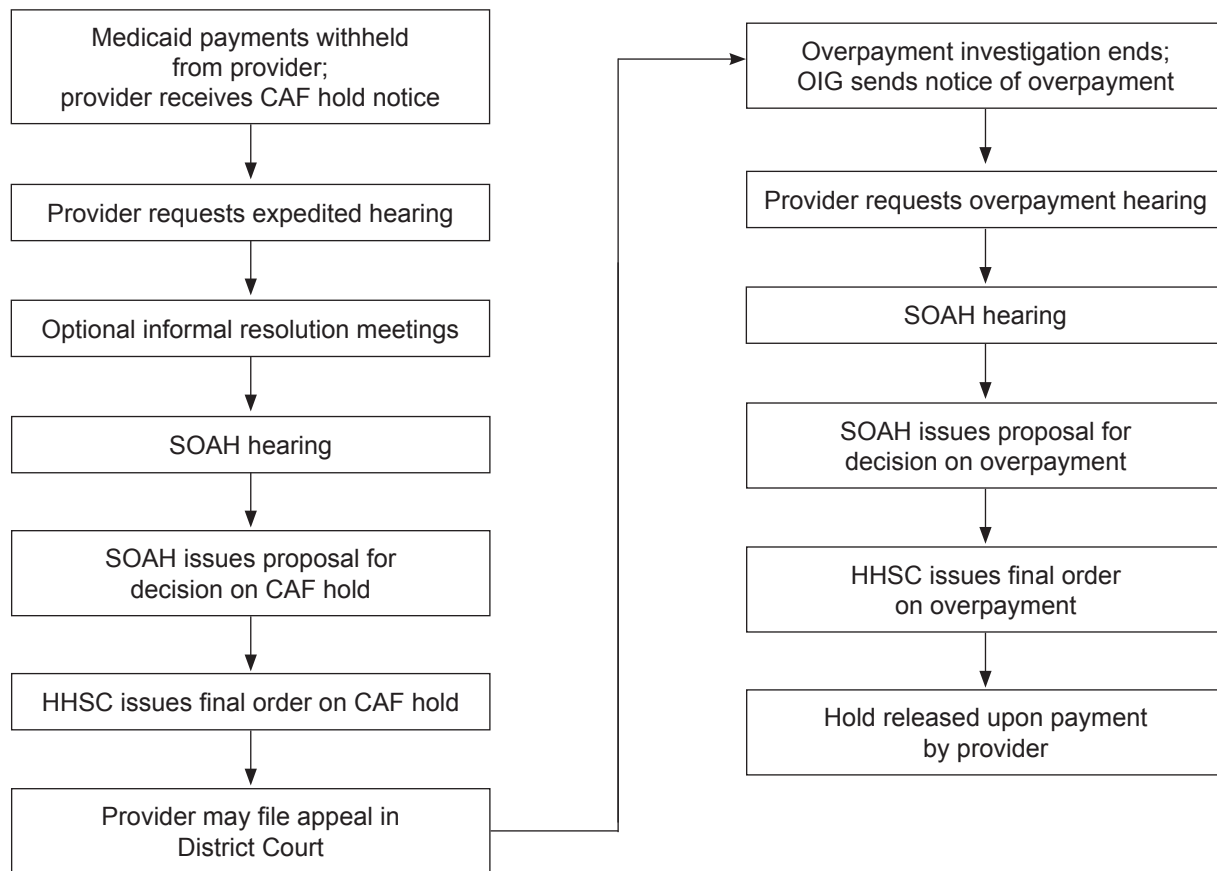 Medicaid payments withheld
from provider;
provider receives CAF hold notice
Provider requests expedited hearing
Optional informal resolution meetings
SOAH hearing
SOAH issues proposal for
decision on CAF hold
HHSC issues final order on CAF hold
Provider may file appeal in
District Court
Overpayment investigation ends;
OIG sends notice of overpayment
Provider requests overpayment hearing
SOAH hearing
SOAH issues proposal for
decision on overpayment
HHSC issues final order
on overpayment
Hold released upon payment
by provider